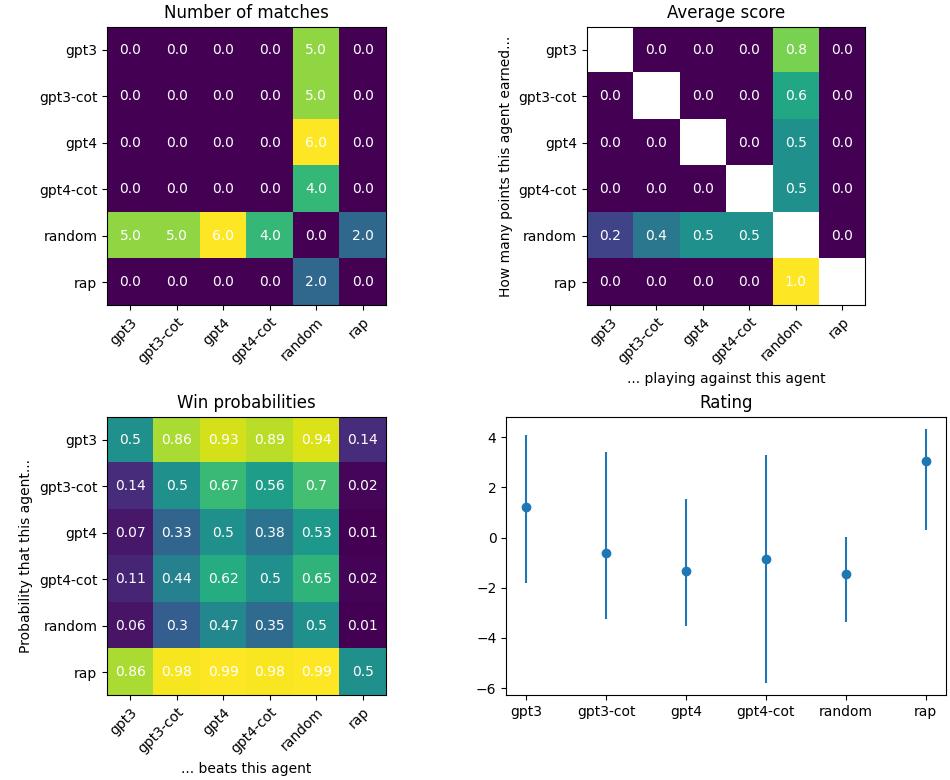 Number of matches
gpt3 0.0 0.0 0.0 0.0 5.0 0.0
gpt3-cot 0.0 0.0 0.0 0.0 5.0 0.0
gpt4 0.0 0.0 0.0 0.0 6.0 0.0
gpt4-cot 0.0 0.0 0.0 0.0 4.0 0.0
random 5.0 5.0 6.0 4.0 0.0 2.0
rap 0.0 0.0 0.0 0.0 2.0 0.0
gpt3 gpt3-cot gpt4 gpt4-cot random rap
Average score
How many points this agent earned...
0.0 0.0 0.0 0.8 0.0
gpt3
gpt3-cot 0.0 0.0 0.0 0.6 0.0
gpt4 0.0 0.0 0.0 0.5 0.0
gpt4-cot 0.0 0.0 0.0 0.5 0.0
random 0.2 0.4 0.5 0.5 0.0
rap 0.0 0.0 0.0 0.0 1.0
gpt3 gpt3-cot gpt4 gpt4-cot random rap
... playing against this agent
Win probabilities
Probability that this agent...
gpt3 0.5 0.86 0.93 0.89 0.94 0.14
gpt3-cot 0.14 0.5 0.67 0.56 0.7 0.02
gpt4 0.07 0.33 0.5 0.38 0.53 0.01
gpt4-cot 0.11 0.44 0.62 0.5 0.65 0.02
random 0.06 0.3 0.47 0.35 0.5 0.01
rap 0.86 0.98 0.99 0.98 0.99 0.5
gpt3 gpt3-cot gpt4 gpt4-cot random rap
... beats this agent
Rating
4
2
0
−2
−4
−6
gpt3 gpt3-cot gpt4 gpt4-cot random rap